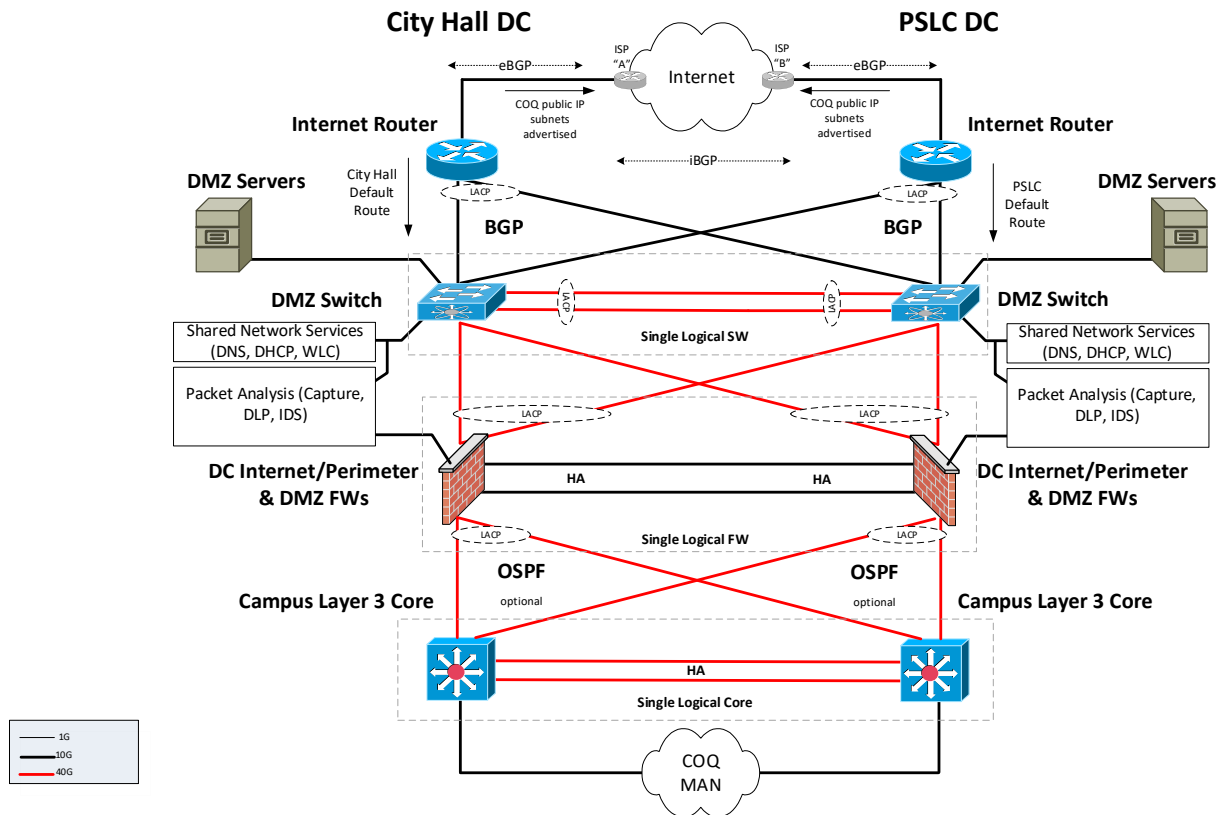 City Hall DC
PSLC DC
ISP
"A"
ISP
"B"
eBGP
eBGP
Internet
COQ public IP
subnets
advertised
COQ public IP
subnets
advertised
Internet Router
Internet Router
iBGP
City Hall
Default
Route
PSLC
Default
Route
DMZ Servers
DMZ Servers
LACP
LACP
BGP
BGP
LACP
LACP
DMZ Switch
DMZ Switch
Single Logical SW
Shared Network Services
(DNS, DHCP, WLC)
Shared Network Services
(DNS, DHCP, WLC)
Packet Analysis (Capture,
DLP, IDS)
Packet Analysis (Capture,
DLP, IDS)
LACP
LACP
DC Internet/Perimeter
& DMZ FWs
DC Internet/Perimeter
& DMZ FWs
HA
HA
LACP
LACP
Single Logical FW
OSPF
optional
OSPF
optional
Campus Layer 3 Core
Campus Layer 3 Core
HA
Single Logical Core
1G
10G
40G
COQ
MAN